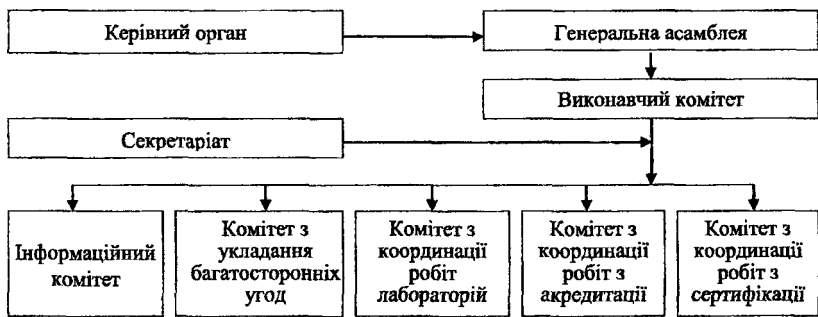 Керівний орган
Генеральна асамблея
Виконавчий комітет
Секретаріат
Інформаційний
комітет
Комітет з
укладання
багатосторонніх
угод
Комітет з
координації
робіт
лабораторій
Комітет з
координації
робіт з
акредитації
Комітет з
координації
робіт з
сертифікації